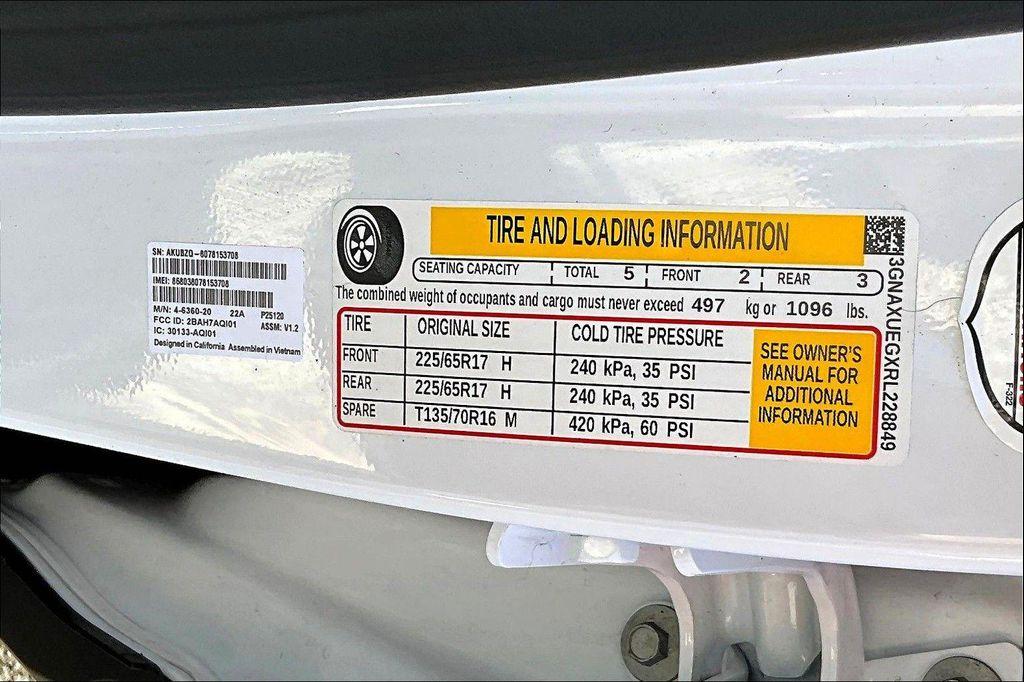 SN: AKUBZQ-6078153708
IMEI: 868038078153708
M/N: 4-6360-20 22A P25120
FCC ID: 2BAH7AQI01 ASSM: V1.2
IC: 30133-AQI01
Designed in California Assembled in Vietnam
TIRE AND LOADING INFORMATION
SEATING CAPACITY TOTAL 5 FRONT 2 REAR 3
The combined weight of occupants and cargo must never exceed 497 kg or 1096 lbs.
TIRE ORIGINAL SIZE COLD TIRE PRESSURE
FRONT 225/65R17 H 240 kPa, 35 PSI
REAR 225/65R17 H 240 kPa, 35 PSI
SPARE T135/70R16 M 420 kPa, 60 PSI
SEE OWNER'S
MANUAL FOR
ADDITIONAL
INFORMATION
3GNAXUEGXRL228849
F-322